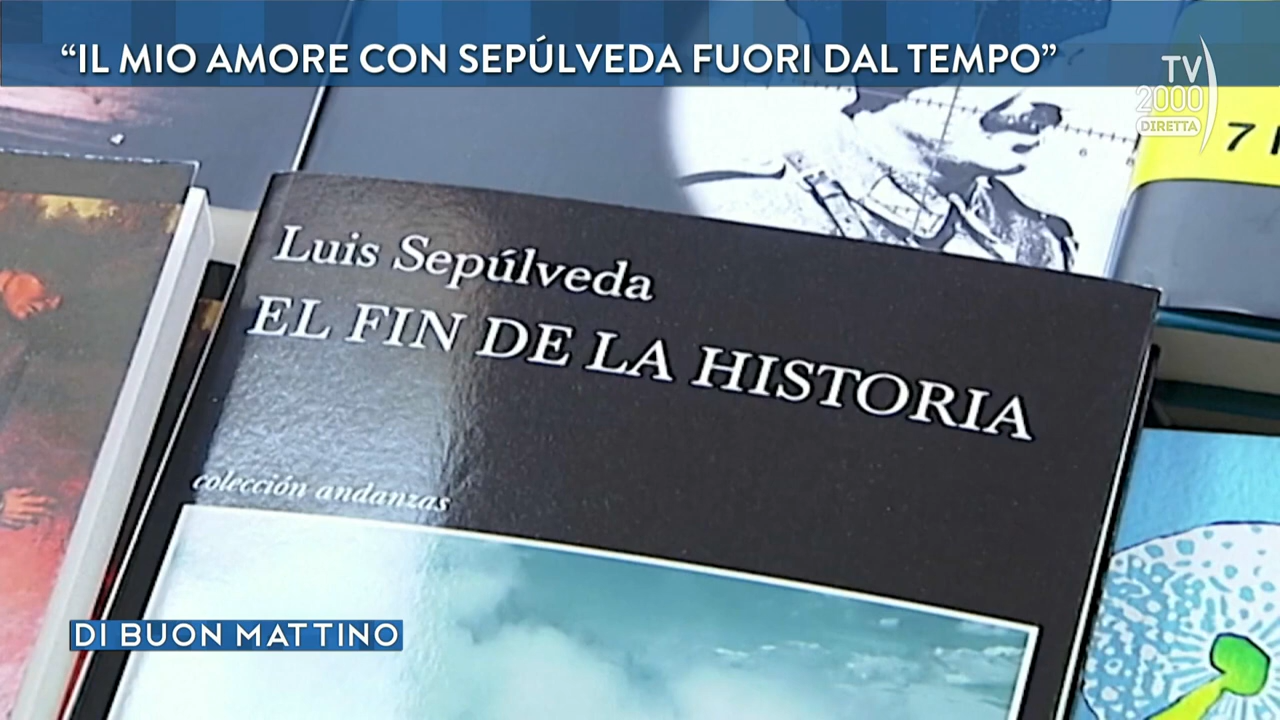 “IL MIO AMORE CON SEPÚLVEDA FUORI DAL TEMPO”
TV
2000
DIRETTA
7
Luis Sepúlveda
EL FIN DE LA HISTORIA
colección andanzas
DI BUON MATTINO